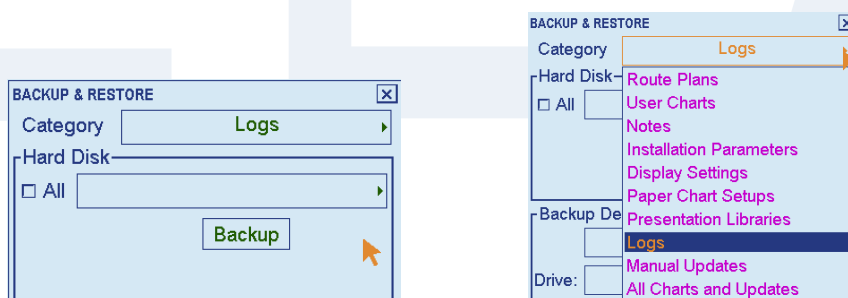 BACKUP & RESTORE
Category Logs
Hard Disk
All
Backup
BACKUP & RESTORE
Category Logs
Hard Disk
All
Backup De
Drive:
Route Plans
User Charts
Notes
Installation Parameters
Display Settings
Paper Chart Setups
Presentation Libraries
Logs
Manual Updates
All Charts and Updates